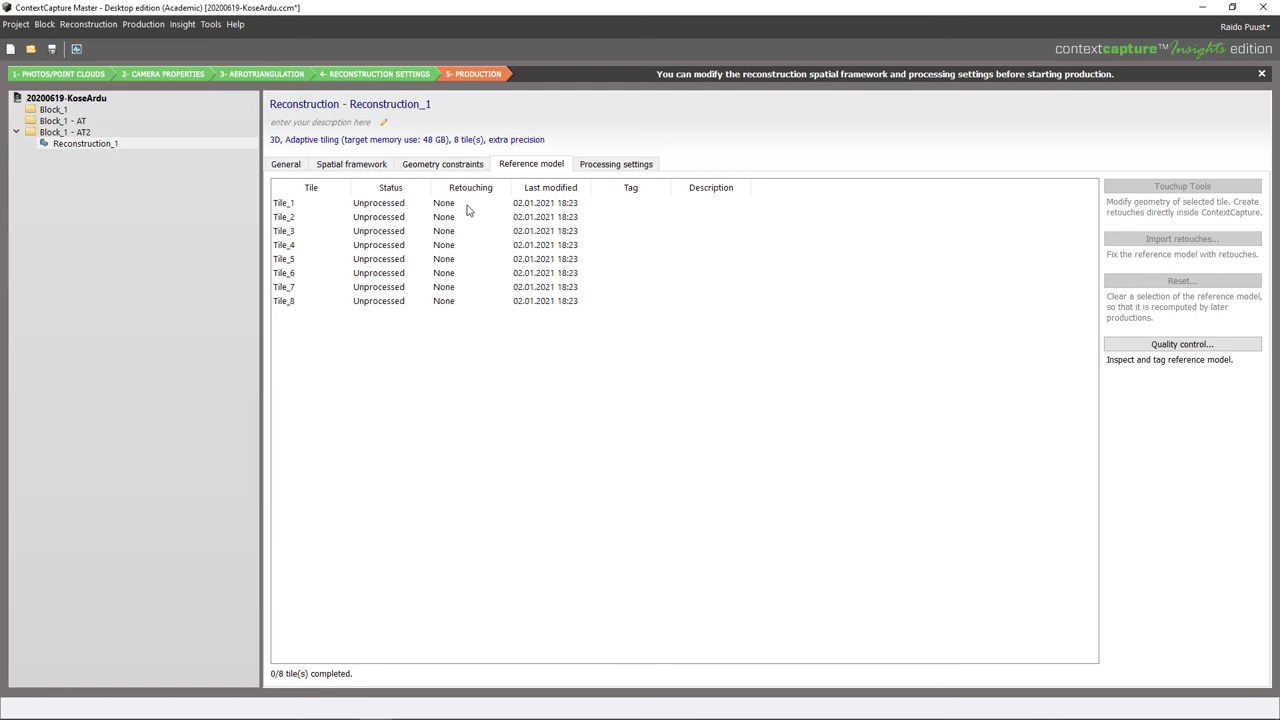 ContextCapture Master - Desktop edition (Academic) [20200619-KoseArdu.ccm*]
Project Block Reconstruction Production Insight Tools Help
Raido Puust
contextcapture™ Insights edition
1- PHOTOS/POINT CLOUDS 2- CAMERA PROPERTIES 3- AEROTRIANGULATION 4- RECONSTRUCTION SETTINGS 5- PRODUCTION
You can modify the reconstruction spatial framework and processing settings before starting production.
20200619-KoseArdu
Block_1
Block_1 - AT
Block_1 - AT2
Reconstruction_1
Reconstruction - Reconstruction_1
enter your description here
3D, Adaptive tiling (target memory use: 48 GB), 8 tile(s), extra precision
General Spatial framework Geometry constraints Reference model Processing settings
Tile Status Retouching Last modified Tag Description
Tile_1 Unprocessed None 02.01.2021 18:23
Tile_2 Unprocessed None 02.01.2021 18:23
Tile_3 Unprocessed None 02.01.2021 18:23
Tile_4 Unprocessed None 02.01.2021 18:23
Tile_5 Unprocessed None 02.01.2021 18:23
Tile_6 Unprocessed None 02.01.2021 18:23
Tile_7 Unprocessed None 02.01.2021 18:23
Tile_8 Unprocessed None 02.01.2021 18:23
Touchup Tools
Modify geometry of selected tile. Create
retouches directly inside ContextCapture.
Import retouches...
Fix the reference model with retouches.
Reset...
Clear a selection of the reference model,
so that it is recomputed by later
productions.
Quality control...
Inspect and tag reference model.
0/8 tile(s) completed.